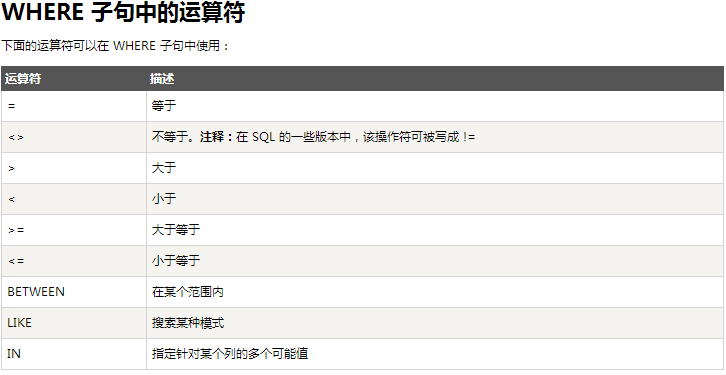 WHERE 子句中的运算符
下面的运算符可以在 WHERE 子句中使用：
运算符 描述
= 等于
<> 不等于。注释：在 SQL 的一些版本中，该操作符可被写成 !=
> 大于
< 小于
>= 大于等于
<= 小于等于
BETWEEN 在某个范围内
LIKE 搜索某种模式
IN 指定针对某个列的多个可能值